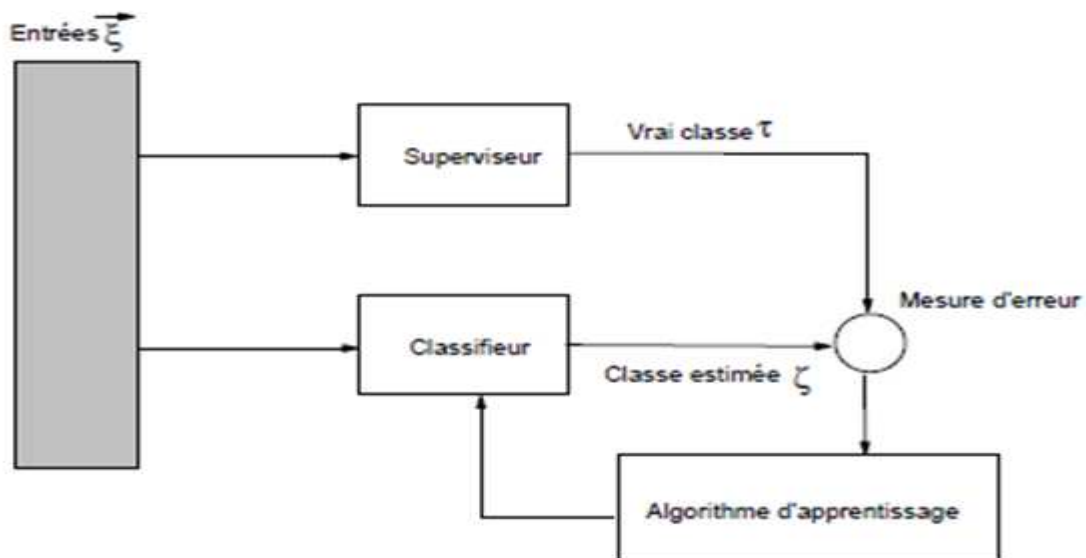 Entrées ξ
Superviseur
Vrai classe τ
Mesure d'erreur
Classifieur
Classe estimée ζ
Algorithme d'apprentissage